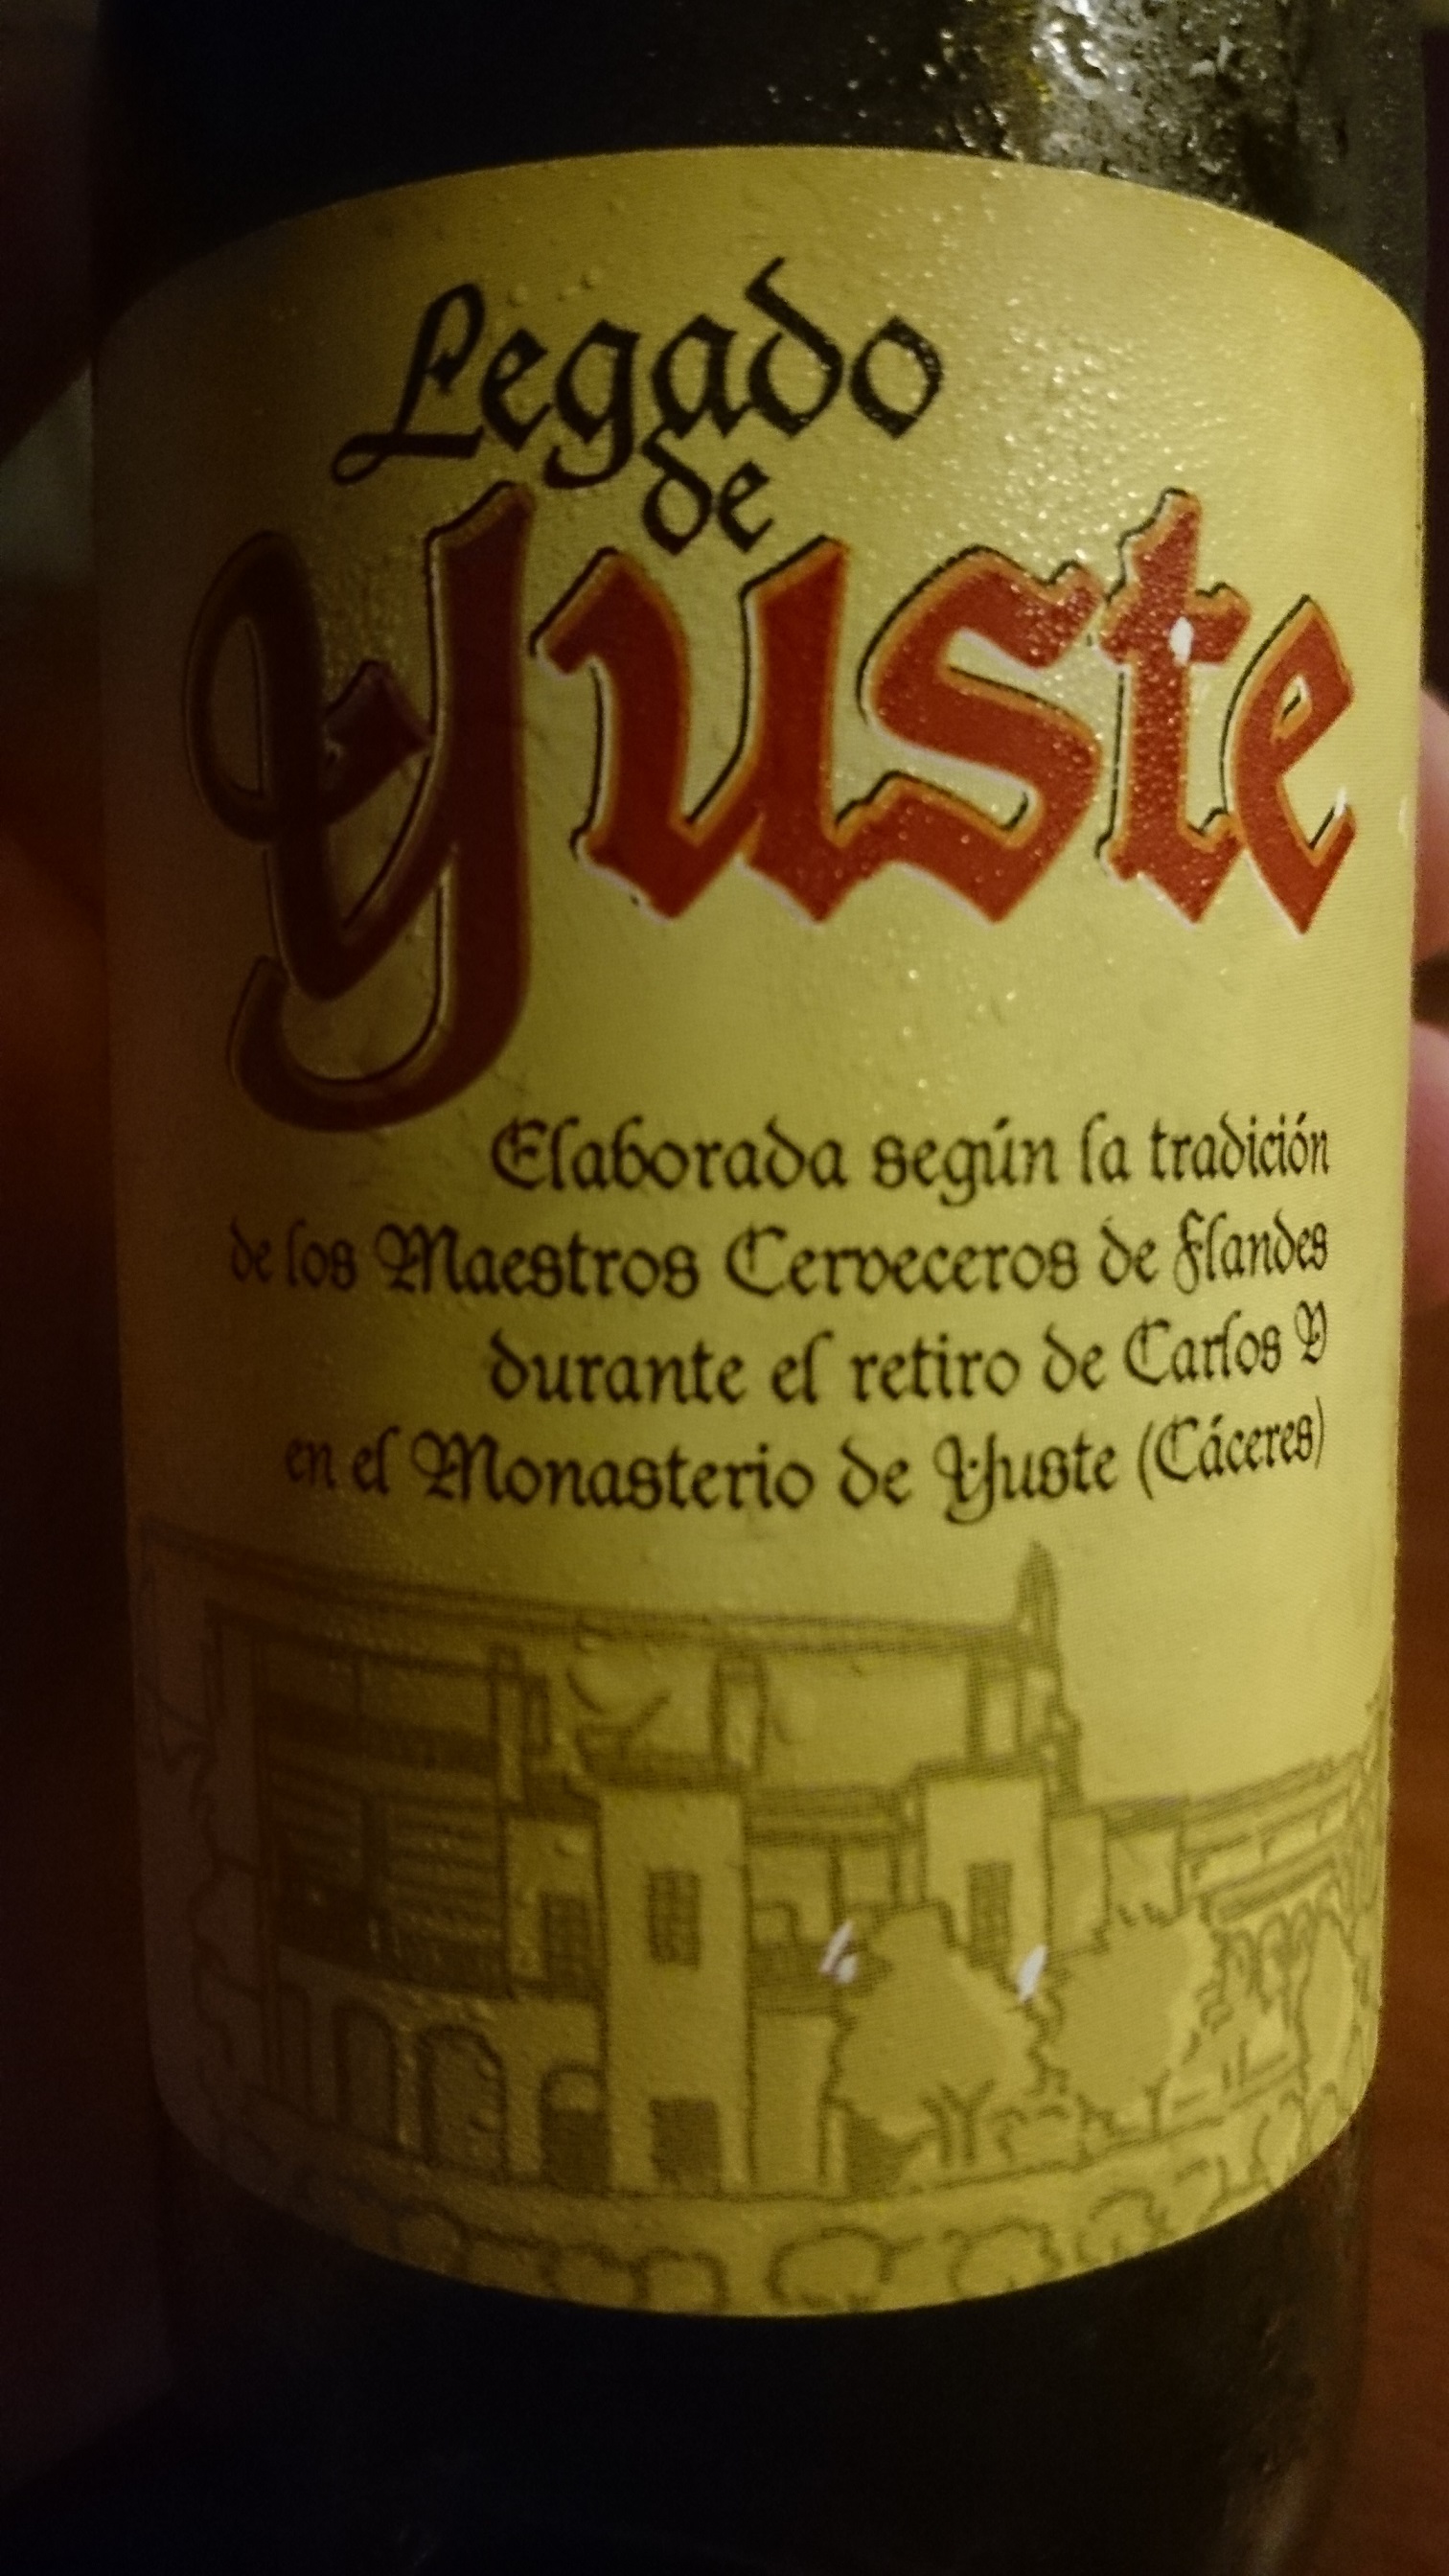 Legado
de
Yuste
Elaborada según la tradición
de los Maestros Cerveceros de Flandes
durante el retiro de Carlos V
en el Monasterio de Yuste (Cáceres)